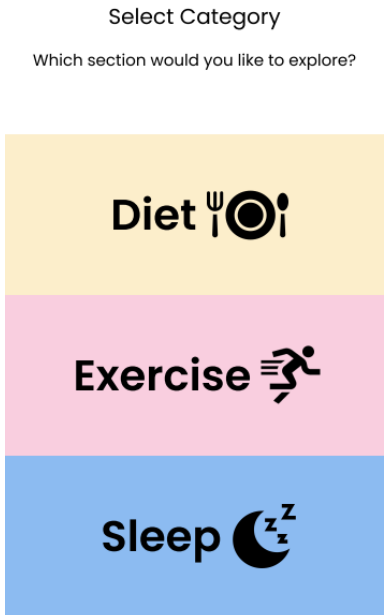 Select Category
Which section would you like to explore?
Diet
Exercise
Sleep z z z